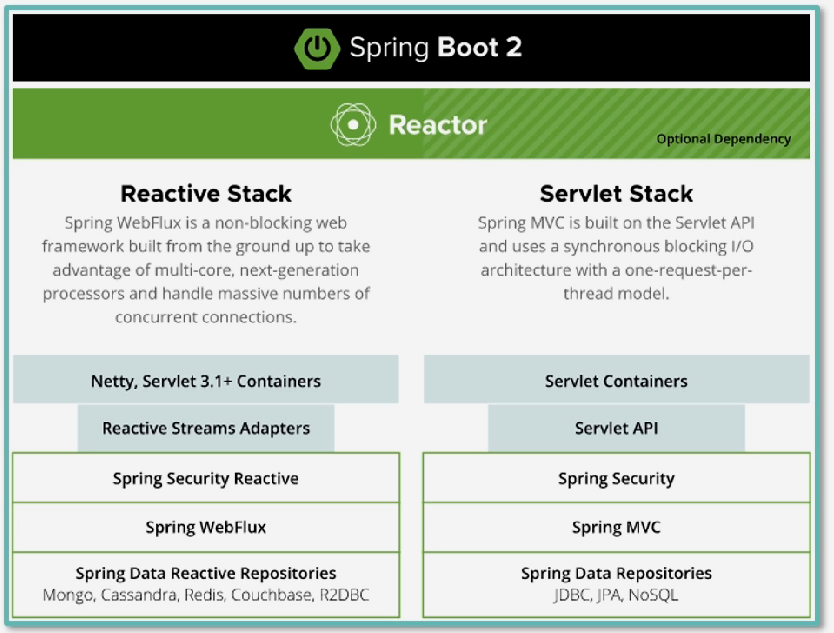 Spring Boot 2
Reactor
Optional Dependency
Reactive Stack
Spring WebFlux is a non-blocking web
framework built from the ground up to take
advantage of multi-core, next-generation
processors and handle massive numbers of
concurrent connections.
Netty, Servlet 3.1+ Containers
Reactive Streams Adapters
Spring Security Reactive
Spring WebFlux
Spring Data Reactive Repositories
Mongo, Cassandra, Redis, Couchbase, R2DBC
Servlet Stack
Spring MVC is built on the Servlet API
and uses a synchronous blocking I/O
architecture with a one-request-per-
thread model.
Servlet Containers
Servlet API
Spring Security
Spring MVC
Spring Data Repositories
JDBC, JPA, NoSQL